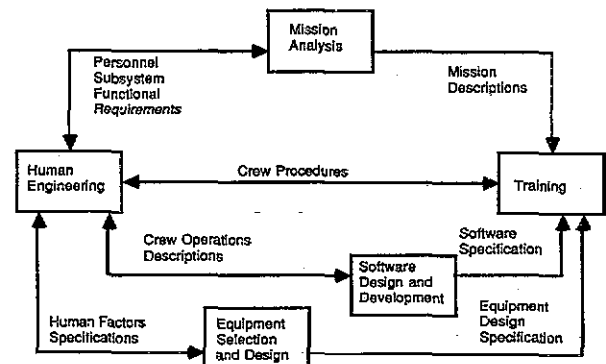 Mission
Analysis
Personnel
Subsystem
Functional
Requirements
Mission
Descriptions
Human
Engineering
Crew Procedures
Training
Crew Operations
Descriptions
Software
Specification
Software
Design and
Development
Human Factors
Specifications
Equipment
Selection
and Design
Equipment
Design
Specification